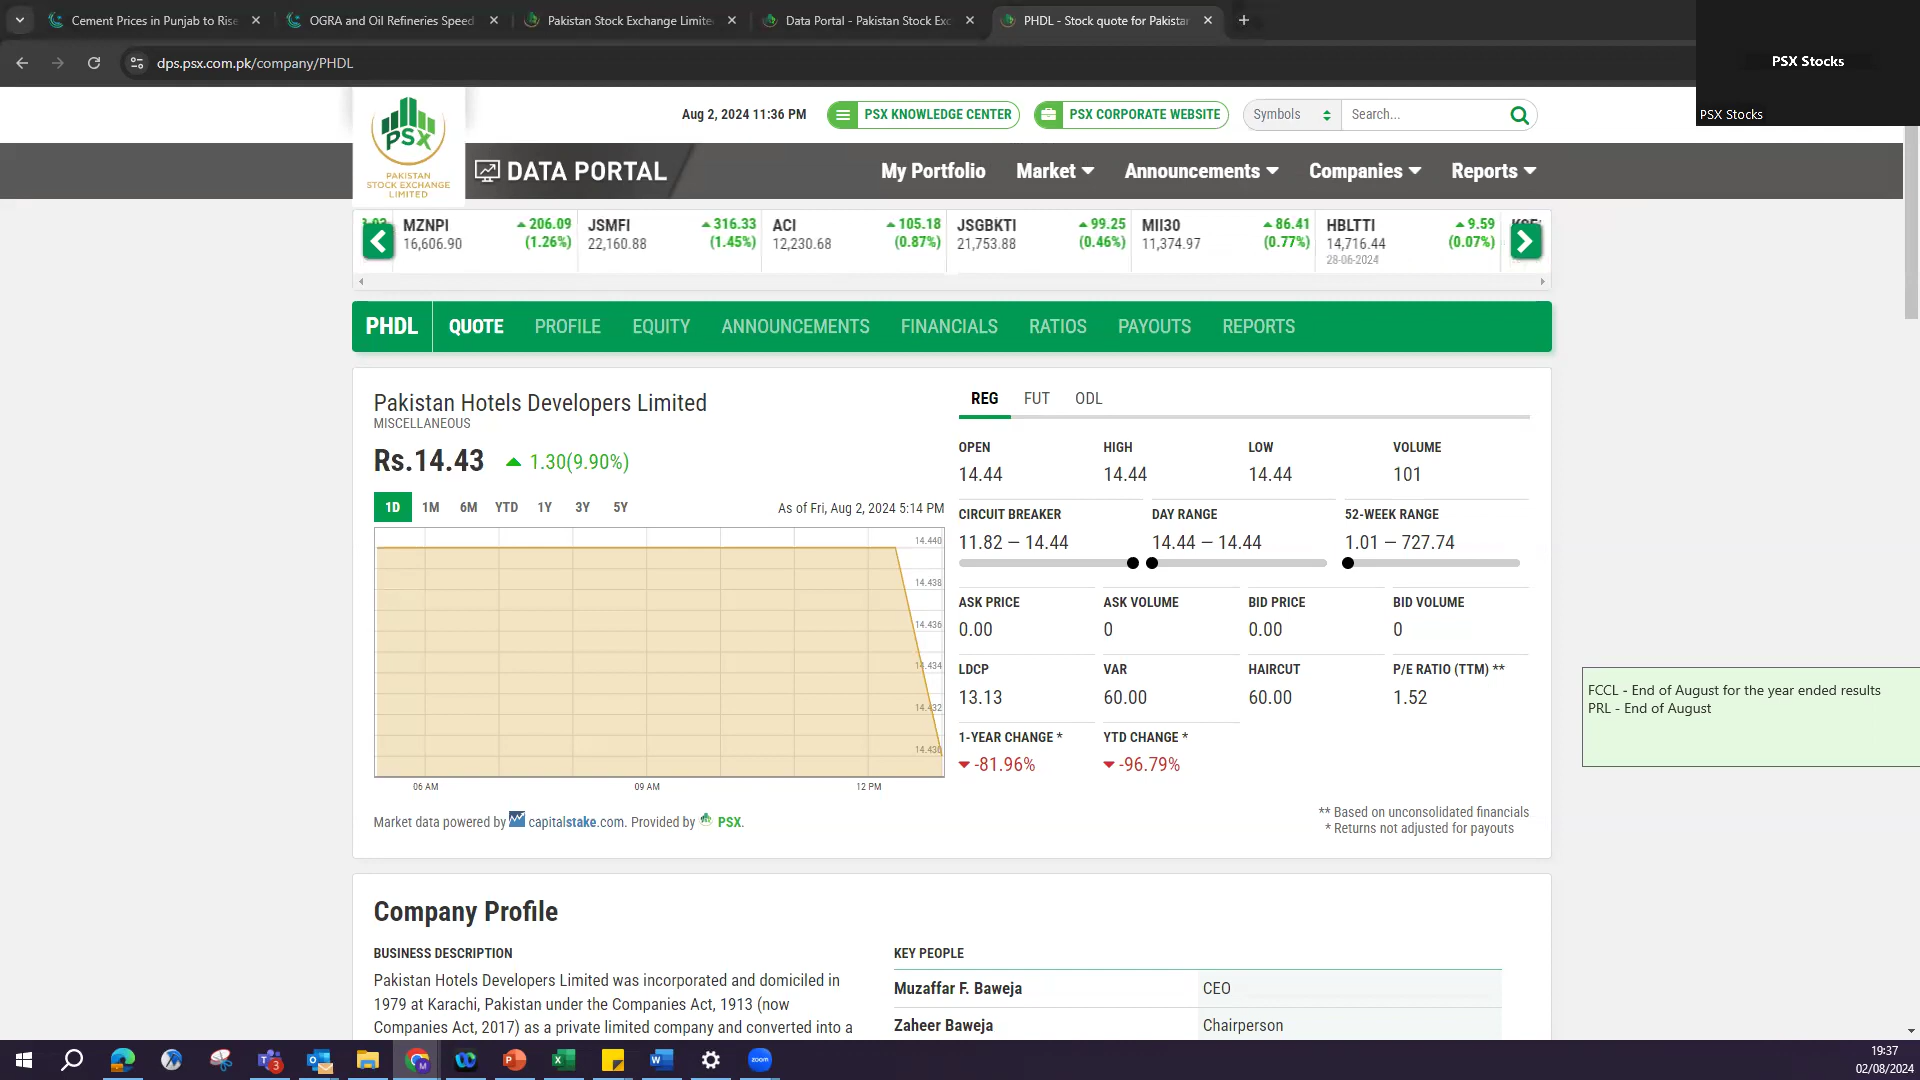 Cement Prices in Punjab to Rise
OGRA and Oil Refineries Speed
Pakistan Stock Exchange Limite
Data Portal - Pakistan Stock Exc
PHDL - Stock quote for Pakistan
dps.psx.com.pk/company/PHDL
PSX Stocks
PSX Stocks
PSX
PAKISTAN
STOCK EXCHANGE
LIMITED
Aug 2, 2024 11:36 PM
PSX KNOWLEDGE CENTER
PSX CORPORATE WEBSITE
Symbols
Search...
DATA PORTAL
My Portfolio
Market
Announcements
Companies
Reports
MZNPI 206.09
16,606.90 (1.26%)
JSMFI 316.33
22,160.88 (1.45%)
ACI 105.18
12,230.68 (0.87%)
JSGBKTI 99.25
21,753.88 (0.46%)
MII30 86.41
11,374.97 (0.77%)
HBLTTI 9.59
14,716.44 (0.07%)
28-06-2024
PHDL QUOTE PROFILE EQUITY ANNOUNCEMENTS FINANCIALS RATIOS PAYOUTS REPORTS
Pakistan Hotels Developers Limited
MISCELLANEOUS
Rs.14.43 1.30(9.90%)
1D 1M 6M YTD 1Y 3Y 5Y
As of Fri, Aug 2, 2024 5:14 PM
14.440
14.438
14.436
14.434
14.432
14.430
06 AM 09 AM 12 PM
Market data powered by capitalstake.com. Provided by PSX.
REG FUT ODL
OPEN HIGH LOW VOLUME
14.44 14.44 14.44 101
CIRCUIT BREAKER DAY RANGE 52-WEEK RANGE
11.82 — 14.44 14.44 — 14.44 1.01 — 727.74
ASK PRICE ASK VOLUME BID PRICE BID VOLUME
0.00 0 0.00 0
LDCP VAR HAIRCUT P/E RATIO (TTM) **
13.13 60.00 60.00 1.52
1-YEAR CHANGE * YTD CHANGE *
-81.96% -96.79%
** Based on unconsolidated financials
* Returns not adjusted for payouts
FCCL - End of August for the year ended results
PRL - End of August
Company Profile
BUSINESS DESCRIPTION
Pakistan Hotels Developers Limited was incorporated and domiciled in
1979 at Karachi, Pakistan under the Companies Act, 1913 (now
Companies Act, 2017) as a private limited company and converted into a
KEY PEOPLE
Muzaffar F. Baweja CEO
Zaheer Baweja Chairperson
19:37
02/08/2024